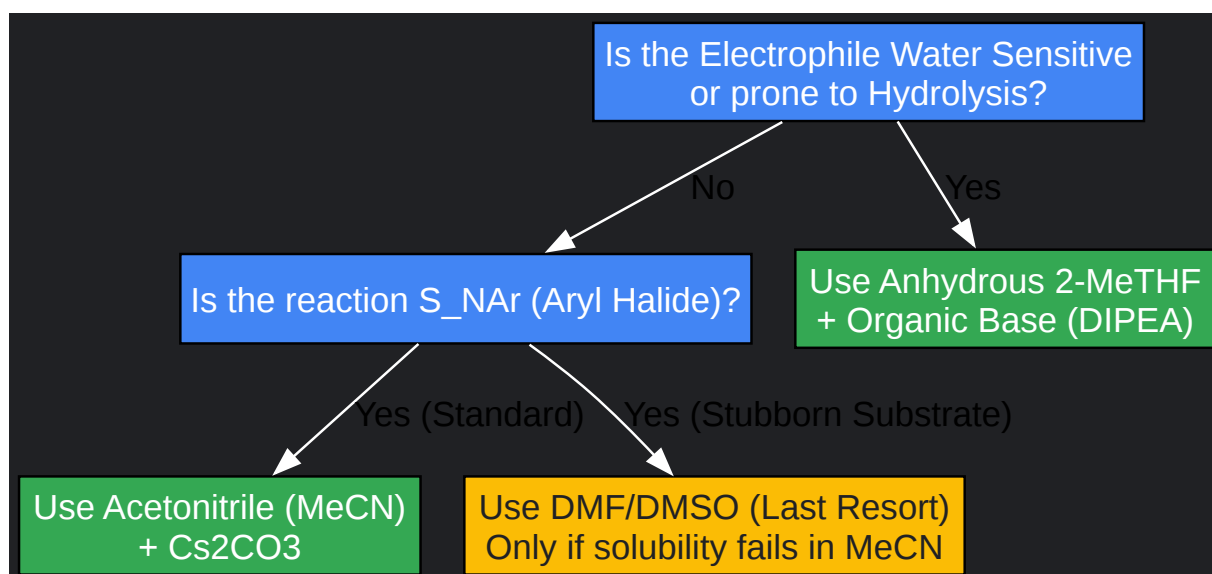 Is the Electrophile Water Sensitive
or prone to Hydrolysis?
No
Yes
Is the reaction S_NAr (Aryl Halide)?
Use Anhydrous 2-MeTHF
+ Organic Base (DIPEA)
Yes (Standard)
Yes (Stubborn Substrate)
Use Acetonitrile (MeCN)
+ Cs2CO3
Use DMF/DMSO (Last Resort)
Only if solubility fails in MeCN